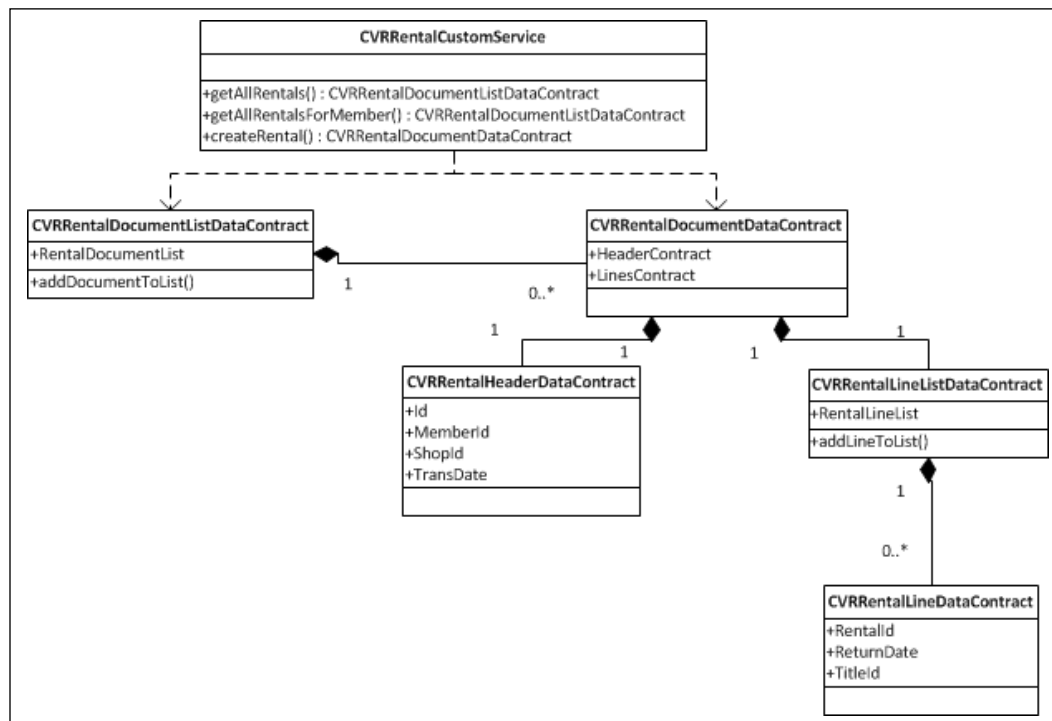 CVRRentalCustomService
+getAllRentals() : CVRRentalDocumentListDataContract
+getAllRentalsForMember() : CVRRentalDocumentListDataContract
+createRental() : CVRRentalDocumentDataContract
CVRRentalDocumentListDataContract
+RentalDocumentList
+addDocumentToList()
1
0..*
CVRRentalDocumentDataContract
+HeaderContract
+LinesContract
1
1
1
1
CVRRentalHeaderDataContract
+Id
+MemberId
+ShopId
+TransDate
CVRRentalLineListDataContract
+RentalLineList
+addLineToList()
1
0..*
CVRRentalLineDataContract
+RentalId
+ReturnDate
+TitleId